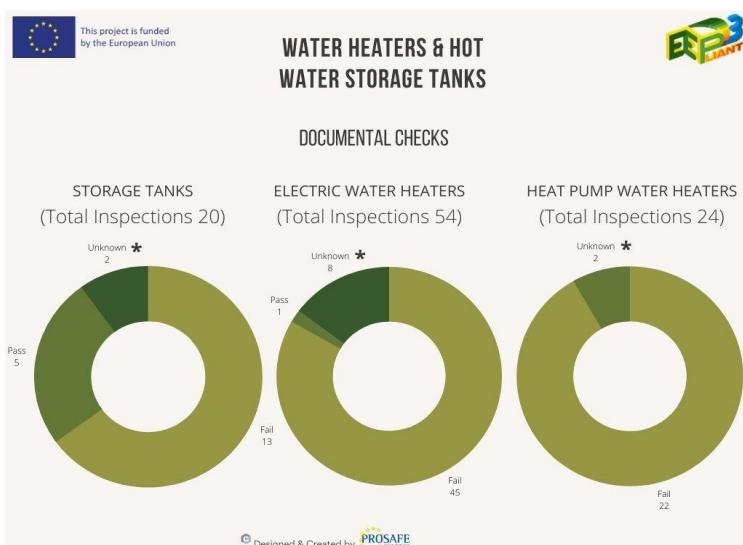 This project is funded
by the European Union
WATER HEATERS & HOT
WATER STORAGE TANKS
EEPLIANT3
DOCUMENTAL CHECKS
STORAGE TANKS
(Total Inspections 20)
ELECTRIC WATER HEATERS
(Total Inspections 54)
HEAT PUMP WATER HEATERS
(Total Inspections 24)
Unknown *
2
Pass
5
Fail
13
Unknown *
8
Pass
1
Fail
45
Unknown *
2
Fail
22
© Designed & Created by PROSAFE